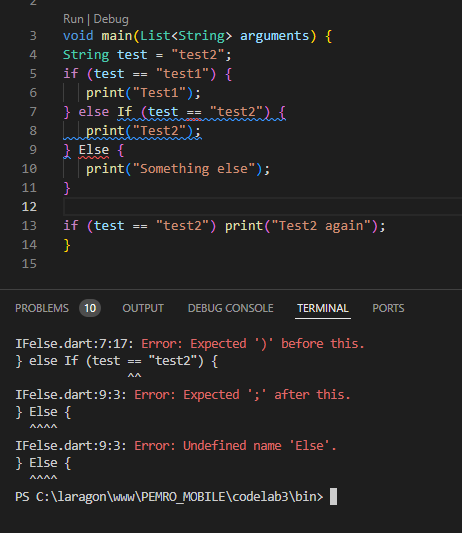 2
Run | Debug
3 void main(List<String> arguments) {
4 String test = "test2";
5 if (test == "test1") {
6 print("Test1");
7 } else If (test == "test2") {
8 print("Test2");
9 } Else {
10 print("Something else");
11 }
12
13 if (test == "test2") print("Test2 again");
14 }
15
PROBLEMS 10 OUTPUT DEBUG CONSOLE TERMINAL PORTS
IFelse.dart:7:17: Error: Expected ')' before this.
} else If (test == "test2") {
^^
IFelse.dart:9:3: Error: Expected ';' after this.
} Else {
^^^^
IFelse.dart:9:3: Error: Undefined name 'Else'.
} Else {
^^^^
PS C:\laragon\www\PEMRO_MOBILE\codelab3\bin>